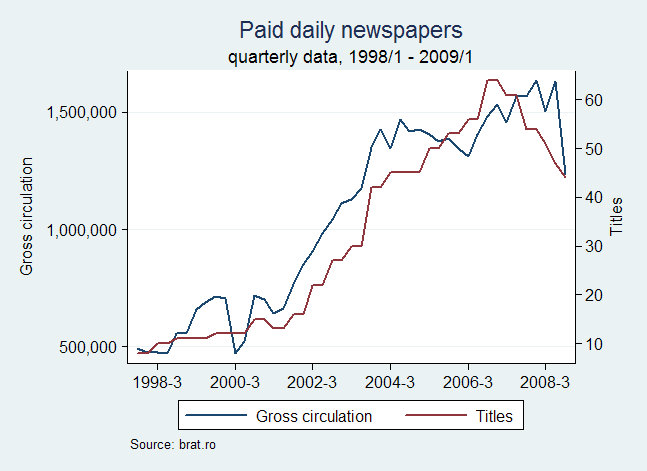 Paid daily newspapers
quarterly data, 1998/1 - 2009/1
Gross circulation
1,500,000
1,000,000
500,000
Titles
60
50
40
30
20
10
1998-3 2000-3 2002-3 2004-3 2006-3 2008-3
Gross circulation Titles
Source: brat.ro